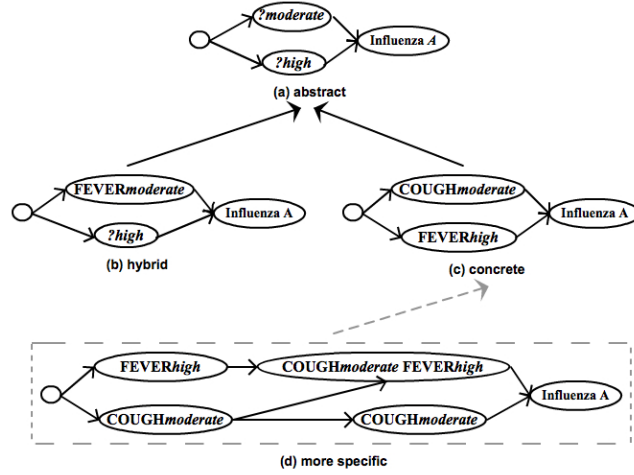 ?moderate
Influenza A
?high
(a) abstract
FEVERmoderate
Influenza A
?high
(b) hybrid
COUGHmoderate
Influenza A
FEVERhigh
(c) concrete
FEVERhigh
COUGHmoderate FEVERhigh
Influenza A
COUGHmoderate
COUGHmoderate
(d) more specific